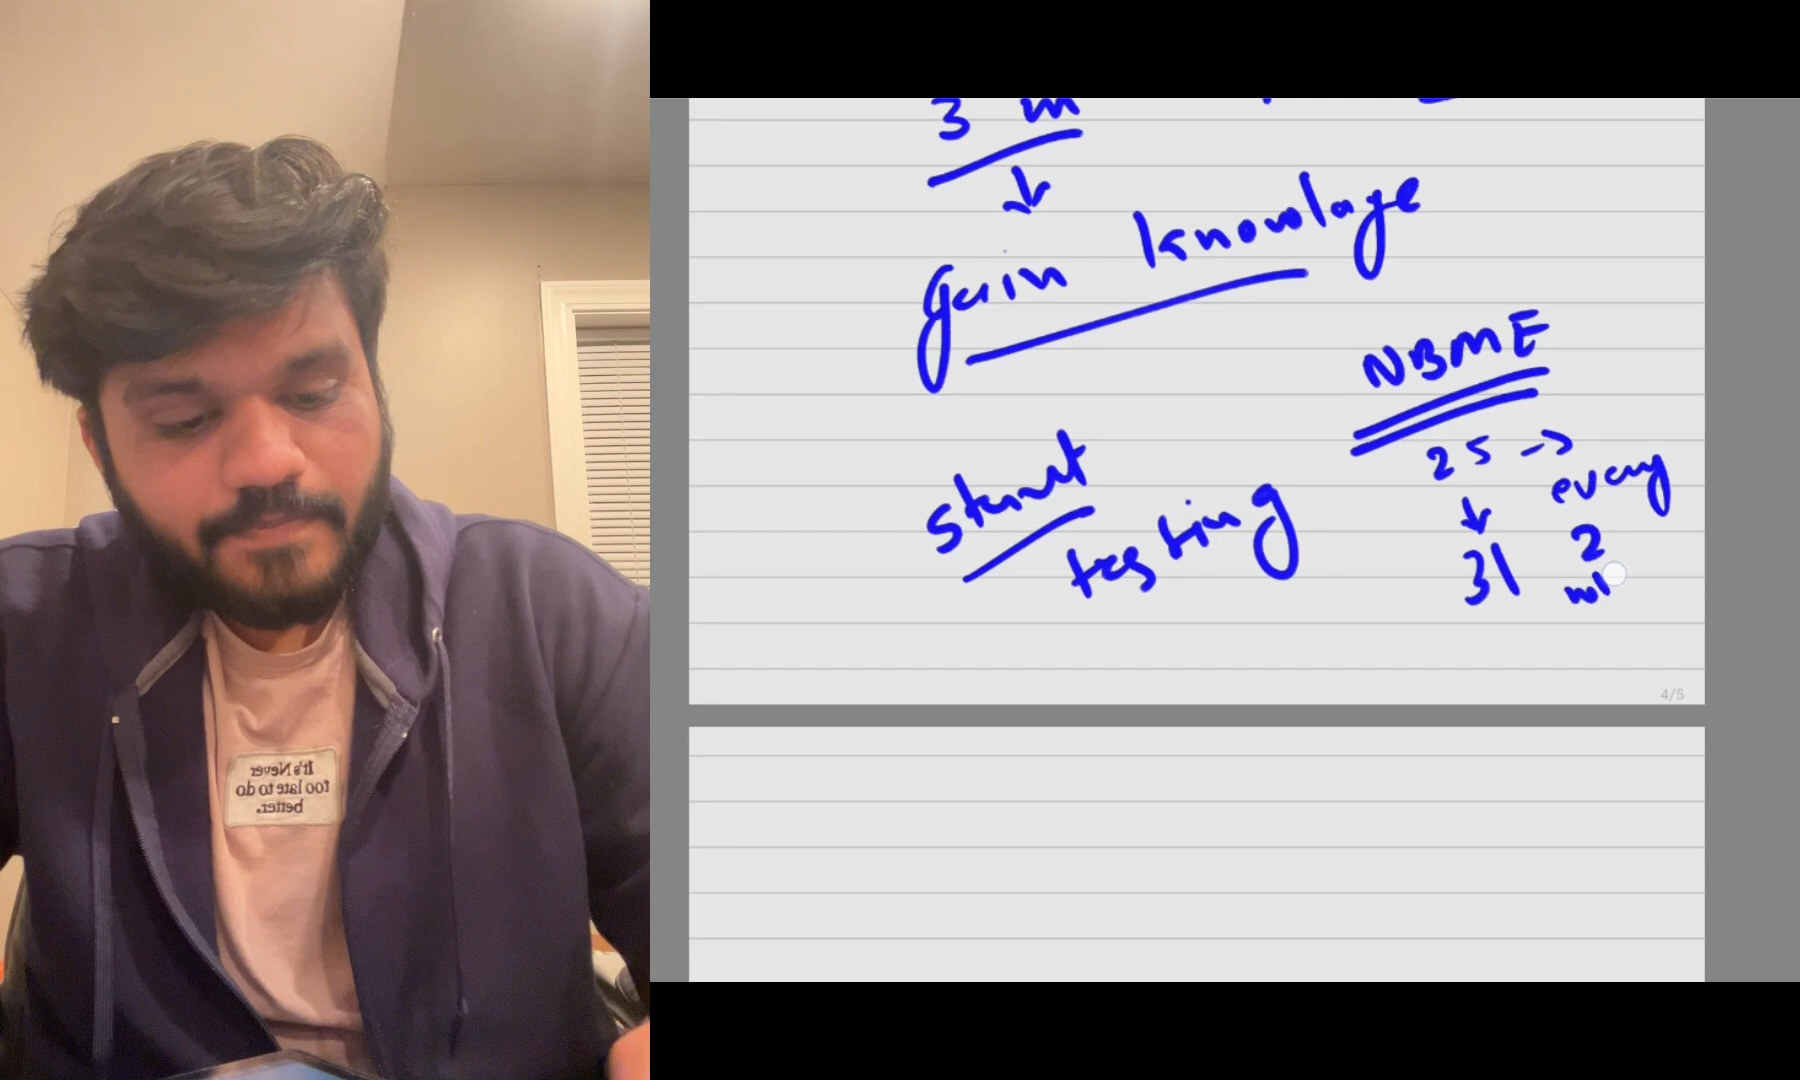 It's Never
too late to do
better.
3 m
↓
gain knowlage
NBME
25 →
every
start
testing
↓
31
2
4/5